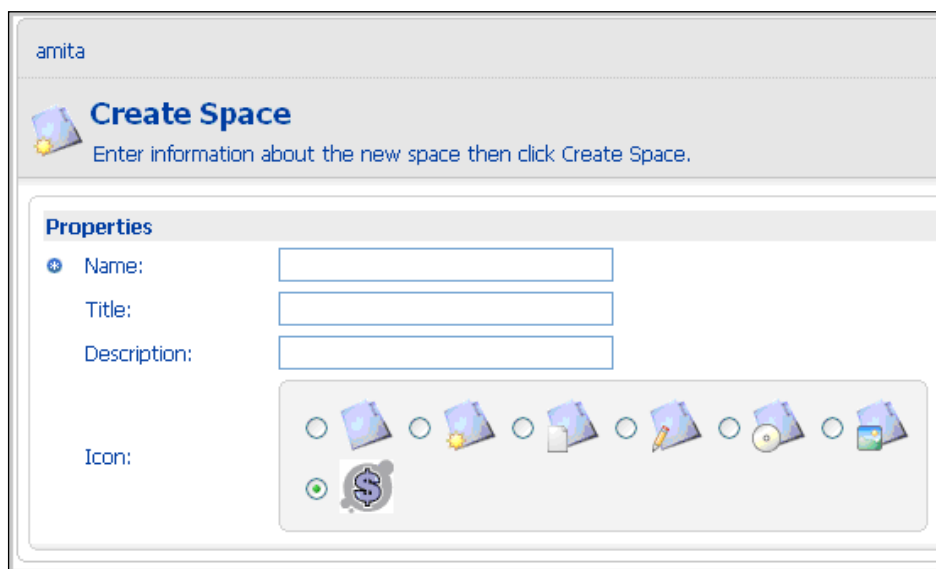 amita
Create Space
Enter information about the new space then click Create Space.
Properties
Name:
Title:
Description:
Icon:
$